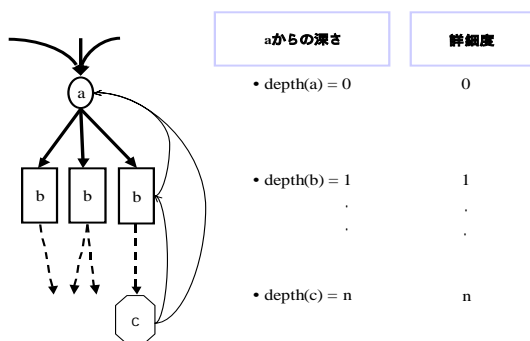 aからの深さ 詳細度
a
• depth(a) = 0 0
b b b
• depth(b) = 1 1
. .
. .
• depth(c) = n n
c